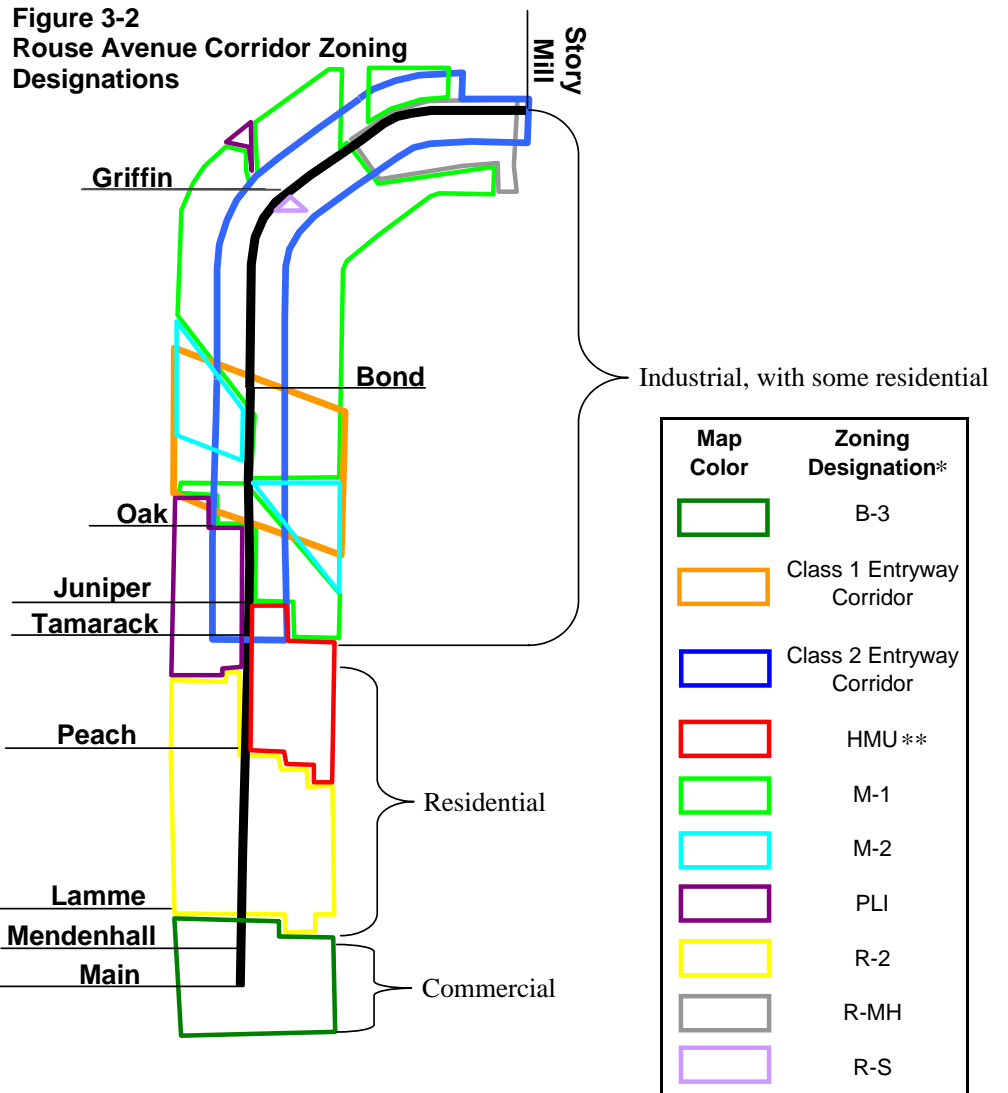 Figure 3-2
Rouse Avenue Corridor Zoning
Designations
Story
Mill
Griffin
Bond
Industrial, with some residential
Oak
Juniper
Tamarack
Peach
Residential
Lamme
Mendenhall
Main
Commercial
Map
Color
Zoning
Designation*
B-3
Class 1 Entryway
Corridor
Class 2 Entryway
Corridor
HMU**
M-1
M-2
PLI
R-2
R-MH
R-S